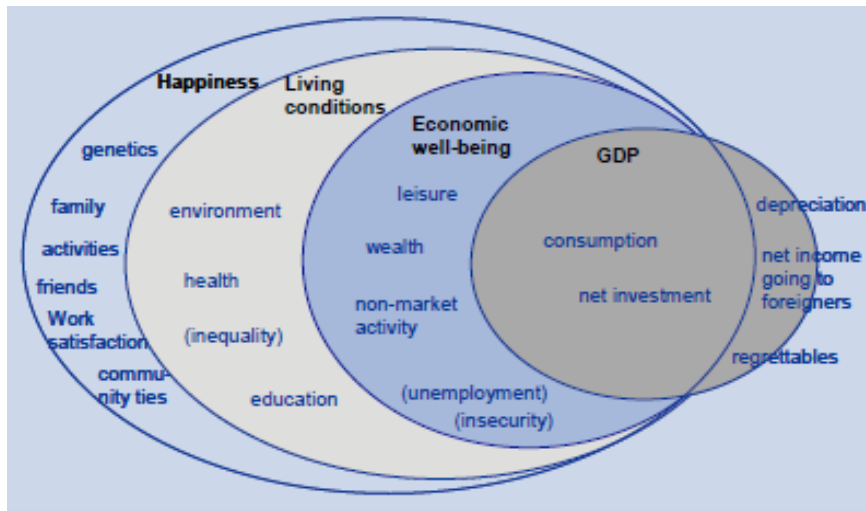 Happiness
Living
conditions
Economic
well-being
GDP
genetics
family
activities
friends
Work
satisfaction
commu-
nity ties
environment
health
(inequality)
education
leisure
wealth
non-market
activity
(unemployment)
(insecurity)
consumption
net investment
depreciation
net income
going to
foreigners
regrettables